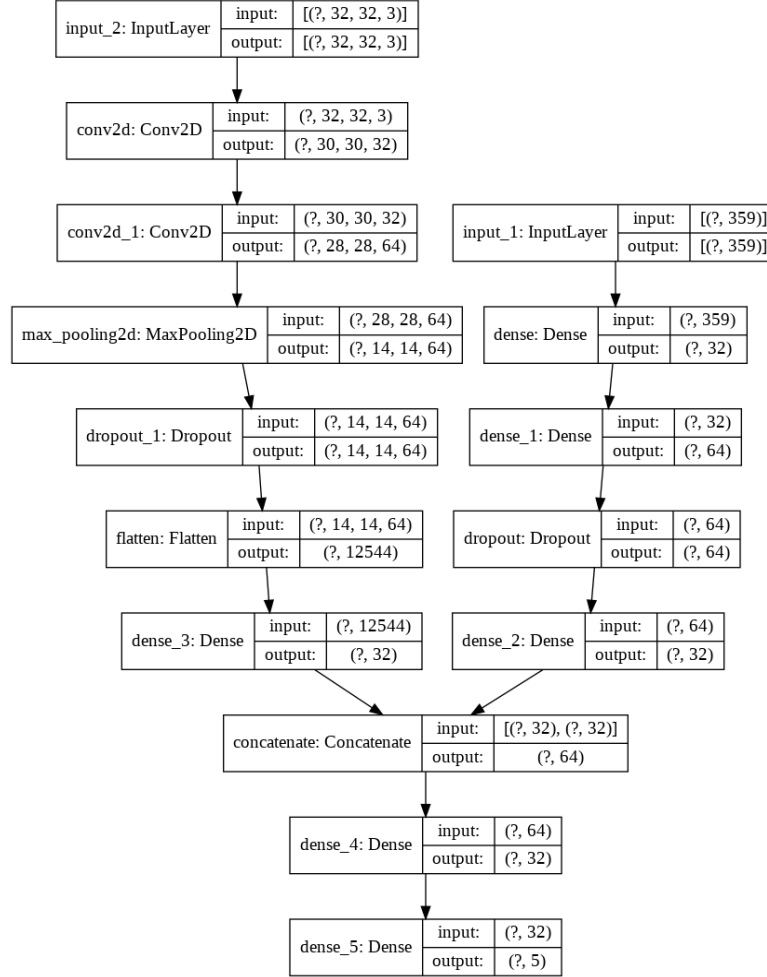 input_2: InputLayer
input:
[(?, 32, 32, 3)]
output:
[(?, 32, 32, 3)]
conv2d: Conv2D
input:
(?, 32, 32, 3)
output:
(?, 30, 30, 32)
conv2d_1: Conv2D
input:
(?, 30, 30, 32)
output:
(?, 28, 28, 64)
input_1: InputLayer
input:
[(?, 359)]
output:
[(?, 359)]
max_pooling2d: MaxPooling2D
input:
(?, 28, 28, 64)
output:
(?, 14, 14, 64)
dense: Dense
input:
(?, 359)
output:
(?, 32)
dropout_1: Dropout
input:
(?, 14, 14, 64)
output:
(?, 14, 14, 64)
dense_1: Dense
input:
(?, 32)
output:
(?, 64)
flatten: Flatten
input:
(?, 14, 14, 64)
output:
(?, 12544)
dropout: Dropout
input:
(?, 64)
output:
(?, 64)
dense_3: Dense
input:
(?, 12544)
output:
(?, 32)
dense_2: Dense
input:
(?, 64)
output:
(?, 32)
concatenate: Concatenate
input:
[(?, 32), (?, 32)]
output:
(?, 64)
dense_4: Dense
input:
(?, 64)
output:
(?, 32)
dense_5: Dense
input:
(?, 32)
output:
(?, 5)